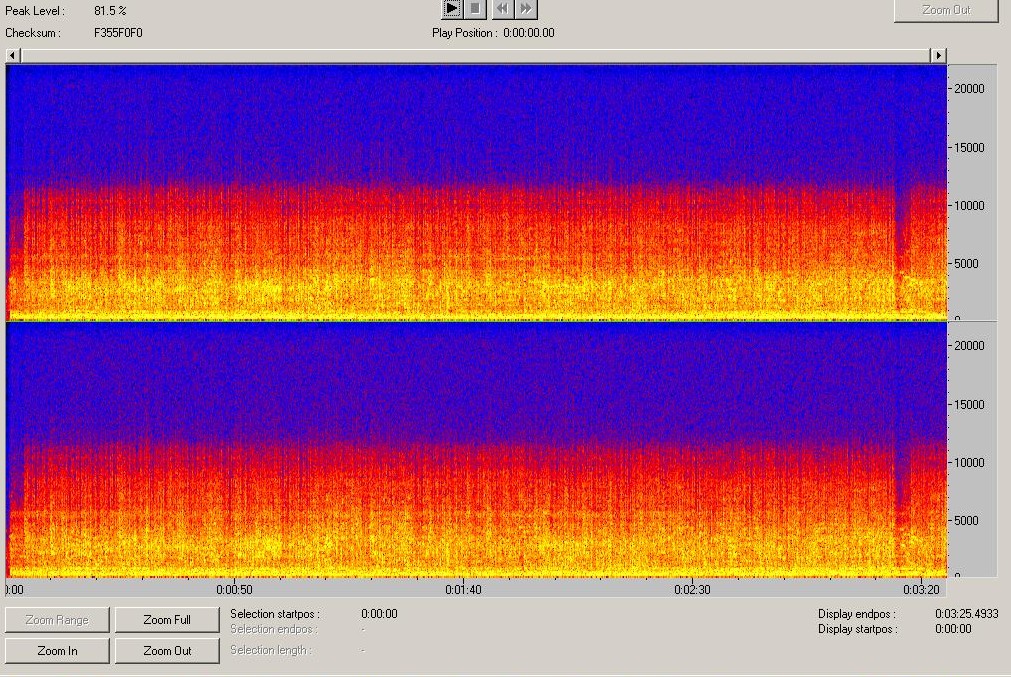 Peak Level : 81.5 %
Zoom Out
Checksum : F355F0F0
Play Position : 0:00:00.00
20000
15000
10000
5000
0
20000
15000
10000
5000
0
0:00 0:00:50 0:01:40 0:02:30 0:03:20
Zoom Range Zoom Full
Selection startpos : 0:00:00
Display endpos : 0:03:25.4933
Selection endpos : -
Display startpos : 0:00:00
Zoom In Zoom Out
Selection length : -